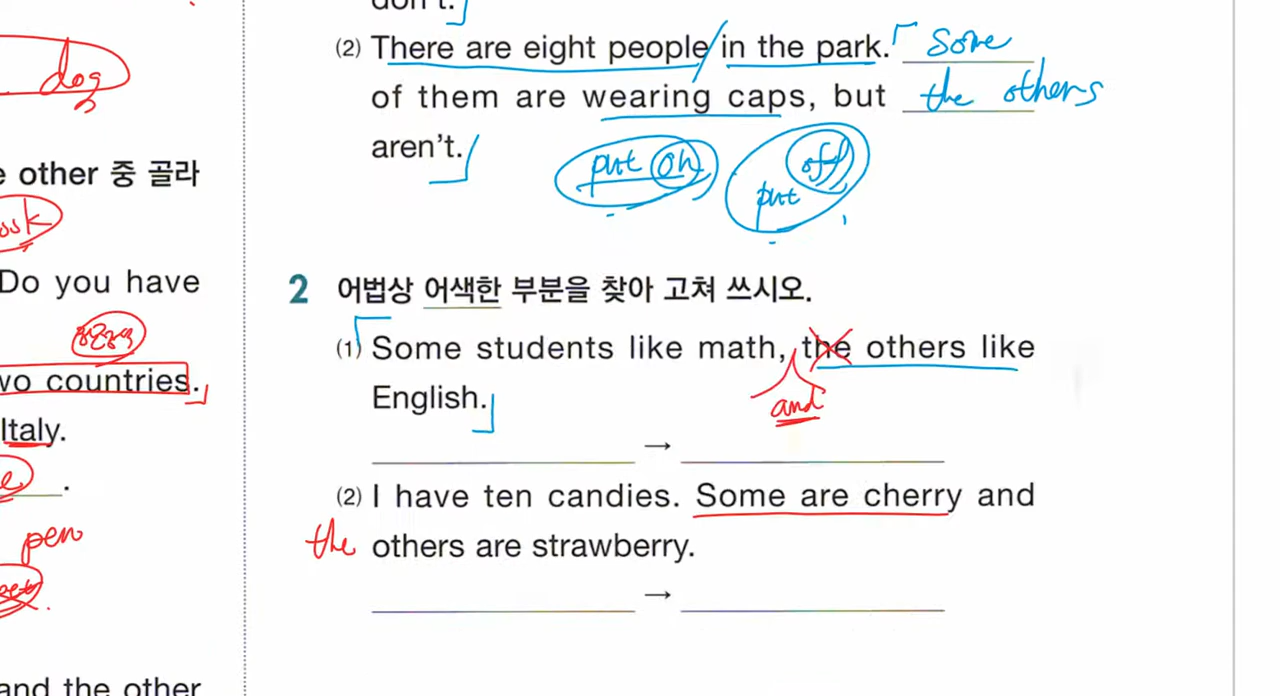 dog
e other 중 골라
Do you have
wo countries.
Italy.
.
pen
and the other
don't.
(2) There are eight people in the park. Some
of them are wearing caps, but the others
aren't.
put on put off
2 어법상 어색한 부분을 찾아 고쳐 쓰시오.
(1) Some students like math, the others like
and
English.
→
(2) I have ten candies. Some are cherry and
the others are strawberry.
→